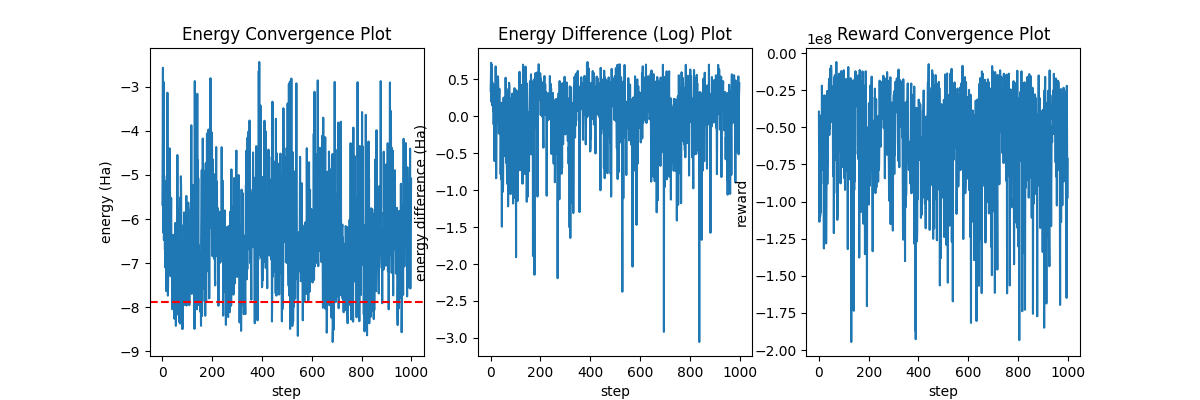 Energy Convergence Plot
energy (Ha)
−3
−4
−5
−6
−7
−8
−9
0 200 400 600 800 1000
step
Energy Difference (Log) Plot
energy difference (Ha)
0.5
0.0
−0.5
−1.0
−1.5
−2.0
−2.5
−3.0
0 200 400 600 800 1000
step
1e8 Reward Convergence Plot
reward
0.00
−0.25
−0.50
−0.75
−1.00
−1.25
−1.50
−1.75
−2.00
0 200 400 600 800 1000
step